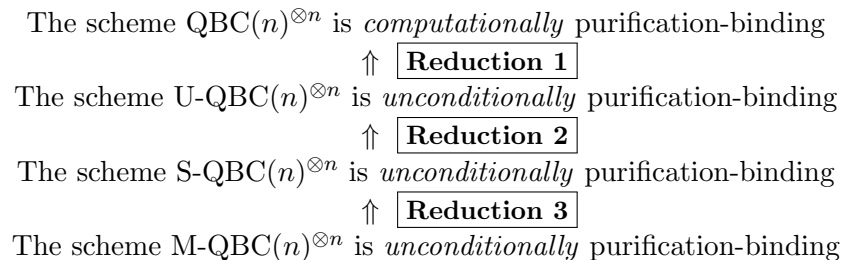 The scheme QBC(n)^{⊗n} is computationally purification-binding
⇑ Reduction 1
The scheme U-QBC(n)^{⊗n} is unconditionally purification-binding
⇑ Reduction 2
The scheme S-QBC(n)^{⊗n} is unconditionally purification-binding
⇑ Reduction 3
The scheme M-QBC(n)^{⊗n} is unconditionally purification-binding